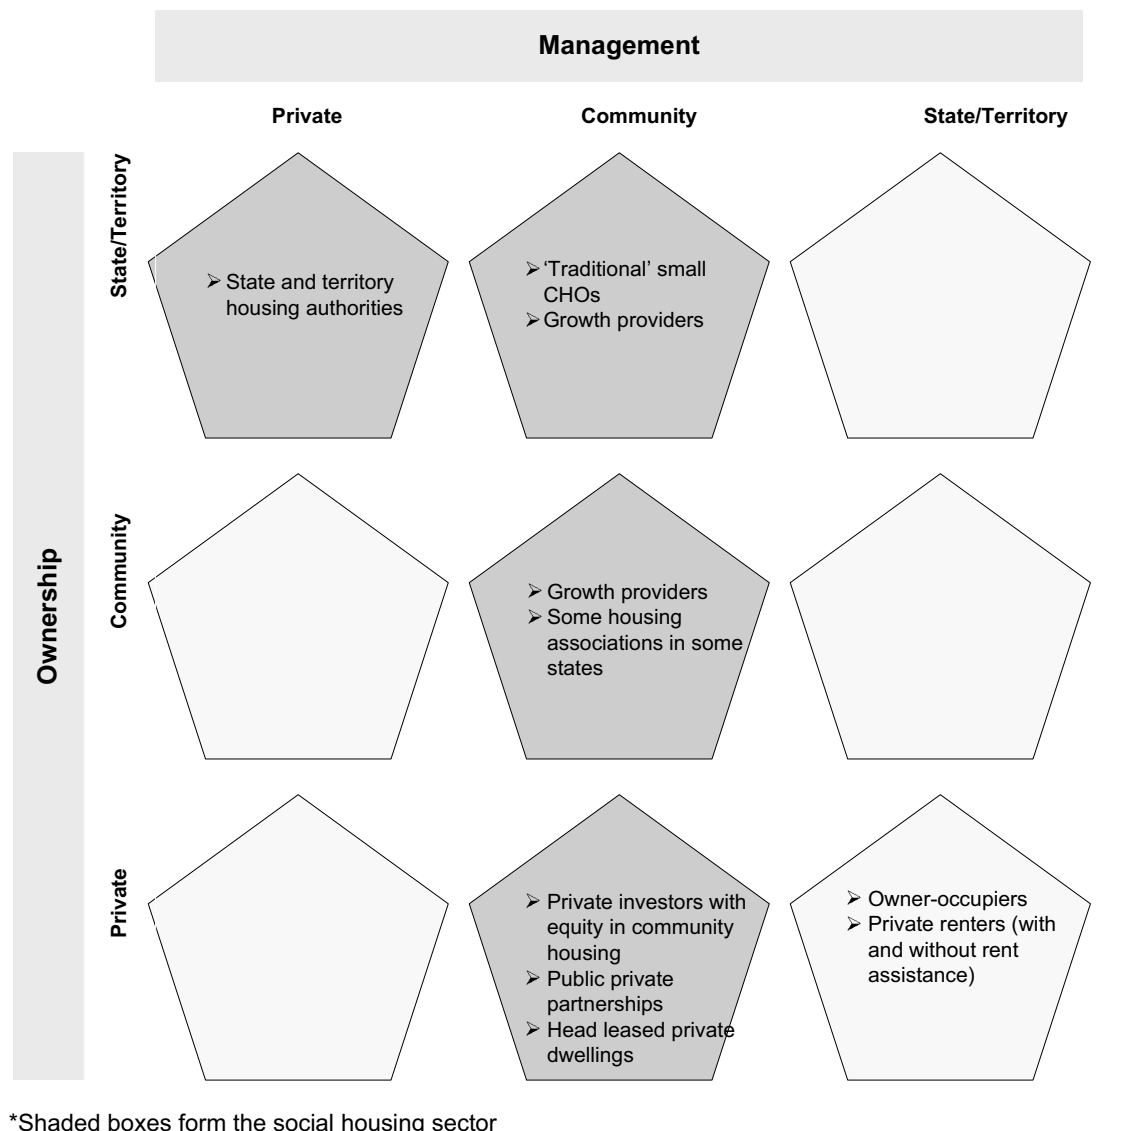 Management
Private
Community
State/Territory
Ownership
State/Territory
➢ State and territory
housing authorities
➢ ‘Traditional’ small
CHOs
➢ Growth providers
Community
➢ Growth providers
➢ Some housing
associations in some
states
Private
➢ Private investors with
equity in community
housing
➢ Public private
partnerships
➢ Head leased private
dwellings
➢ Owner-occupiers
➢ Private renters (with
and without rent
assistance)
*Shaded boxes form the social housing sector